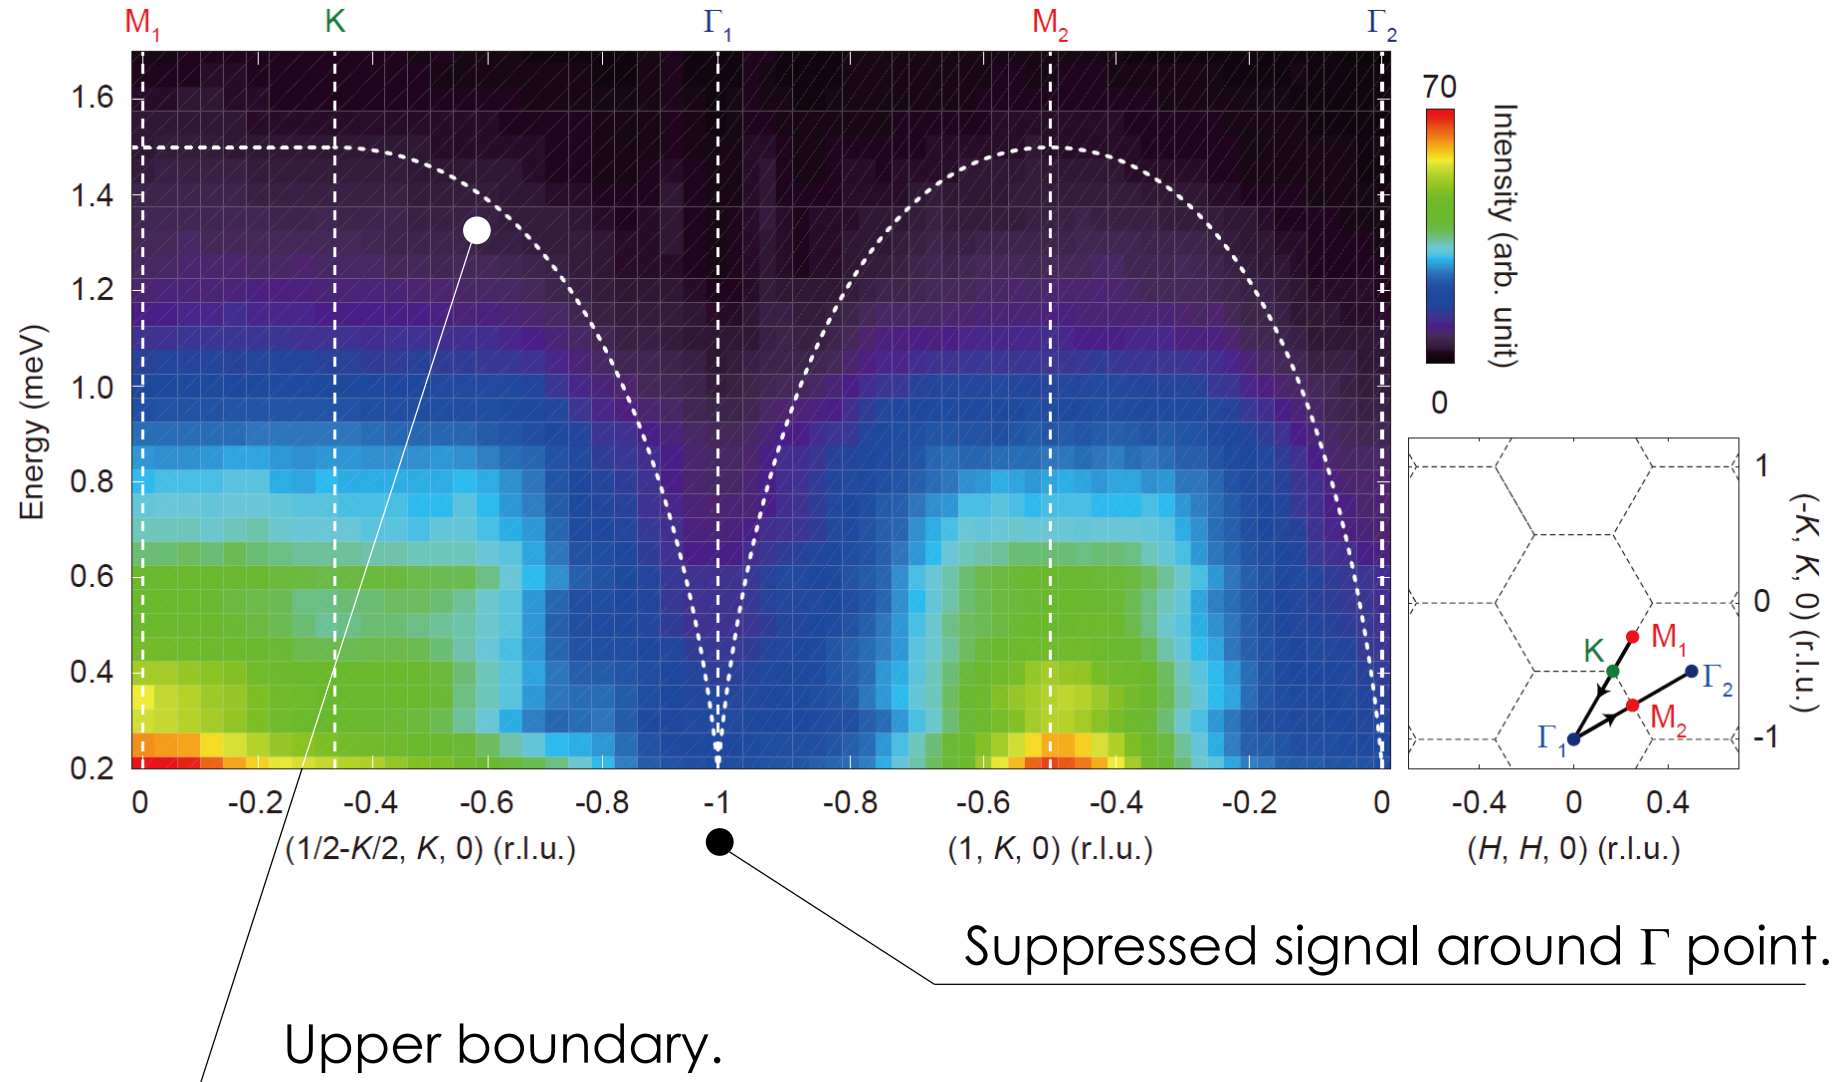 M1 K Γ1 M2 Γ2
1.6
1.4
1.2
1.0
0.8
0.6
0.4
0.2
Energy (meV)
0 -0.2 -0.4 -0.6 -0.8 -1 -0.8 -0.6 -0.4 -0.2 0
(1/2-K/2, K, 0) (r.l.u.)
(1, K, 0) (r.l.u.)
70
0
Intensity (arb. unit)
1
0
-1
(-K, K, 0) (r.l.u.)
K
M1
Γ2
M2
Γ1
-0.4 0 0.4
(H, H, 0) (r.l.u.)
Suppressed signal around Γ point.
Upper boundary.